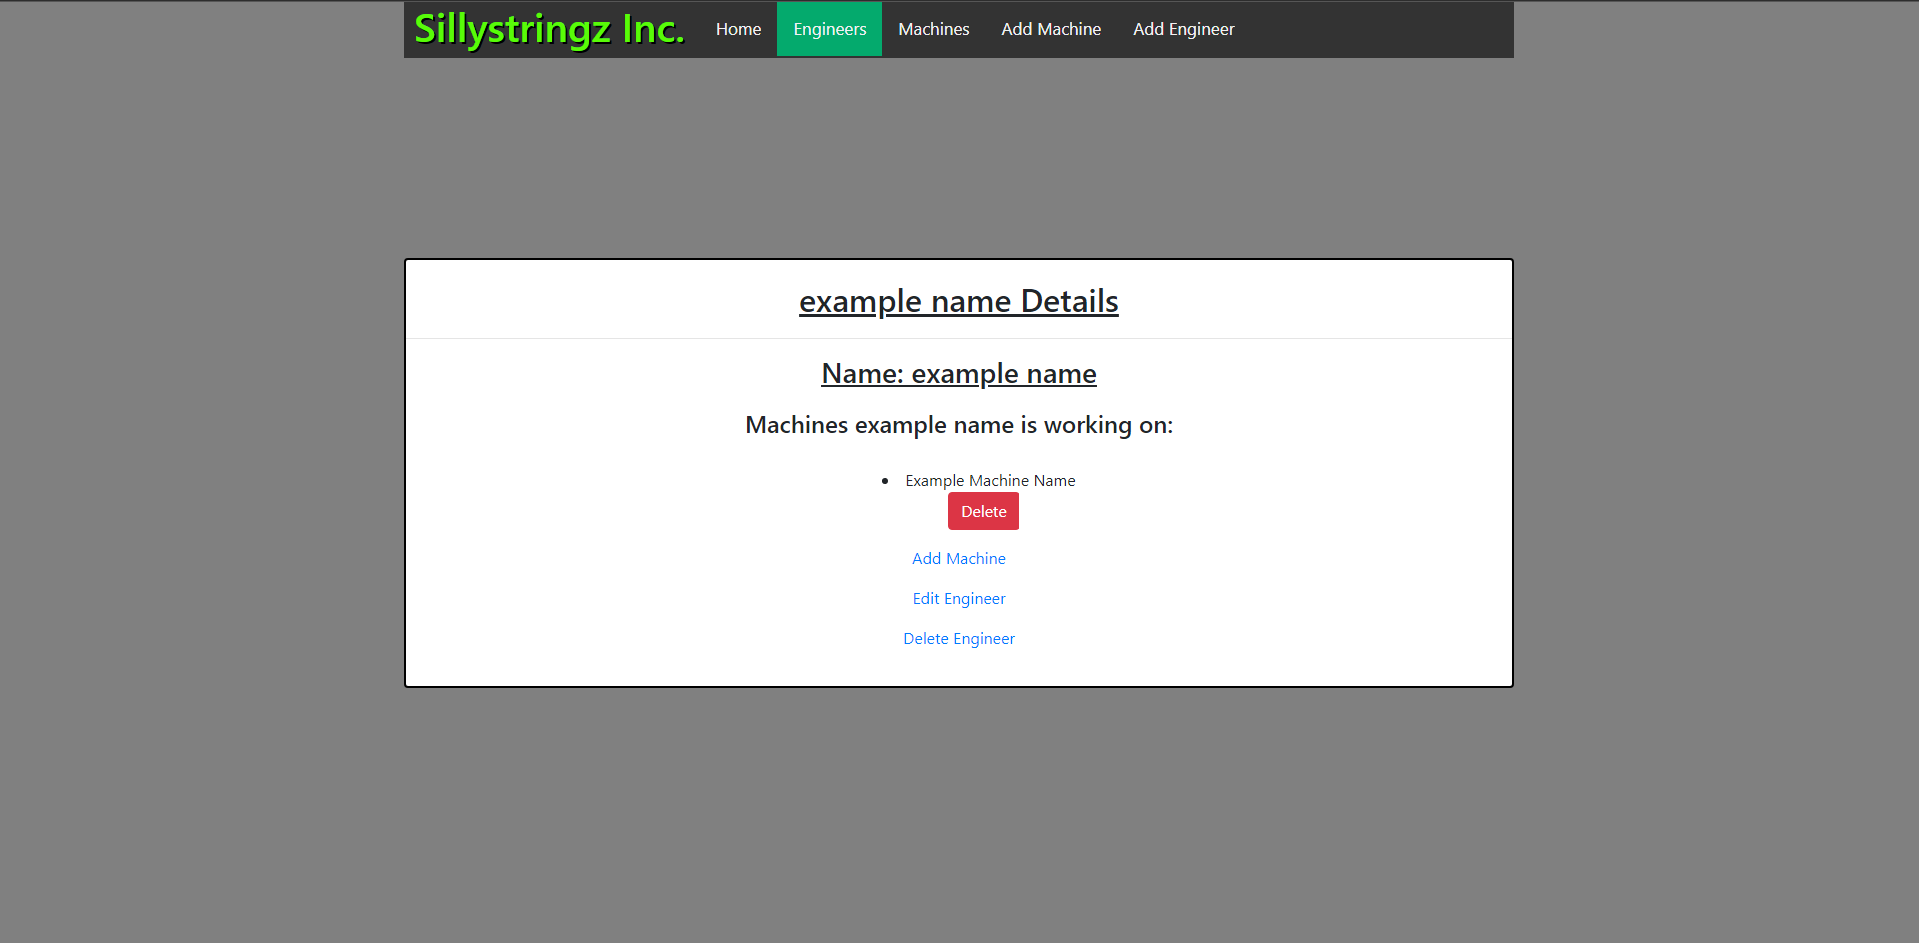 Sillystringz Inc. Home Engineers Machines Add Machine Add Engineer
example name Details
Name: example name
Machines example name is working on:
• Example Machine Name
Delete
Add Machine
Edit Engineer
Delete Engineer